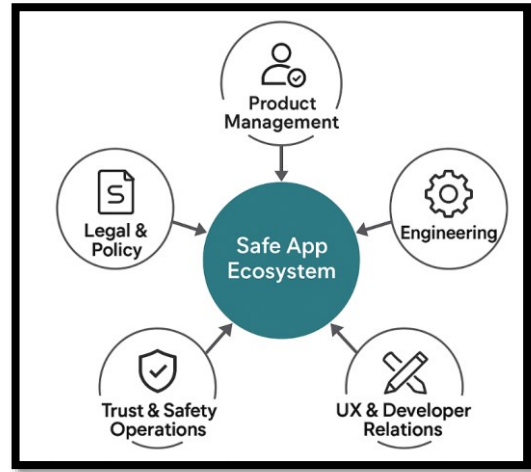 Product
Management
Legal &
Policy
S
Engineering
Safe App
Ecosystem
Trust & Safety
Operations
UX & Developer
Relations